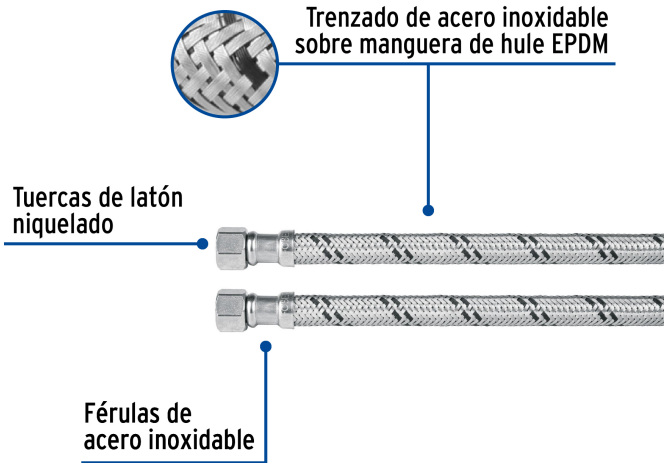 Trenzado de acero inoxidable
sobre manguera de hule EPDM
Tuercas de latón
niquelado
Férulas de
acero inoxidable